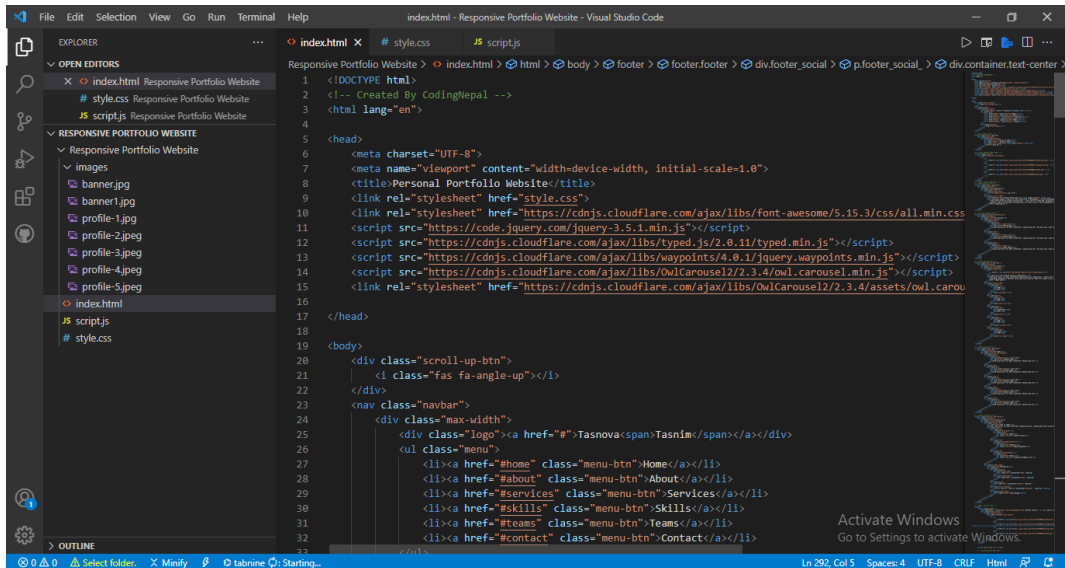 File Edit Selection View Go Run Terminal Help index.html - Responsive Portfolio Website - Visual Studio Code
EXPLORER
OPEN EDITORS
index.html Responsive Portfolio Website
# style.css Responsive Portfolio Website
JS script.js Responsive Portfolio Website
RESPONSIVE PORTFOLIO WEBSITE
Responsive Portfolio Website
images
banner.jpg
banner1.jpg
profile-1.jpg
profile-2.jpeg
profile-3.jpeg
profile-4.jpeg
profile-5.jpeg
index.html
JS script.js
# style.css
OUTLINE
index.html # style.css JS script.js
Responsive Portfolio Website > index.html > html > body > footer > footer.footer > div.footer_social > p.footer_social_ > div.container.text-center >
1 <!DOCTYPE html>
2 <!-- Created By CodingNepal -->
3 <html lang="en">
4
5 <head>
6 <meta charset="UTF-8">
7 <meta name="viewport" content="width=device-width, initial-scale=1.0">
8 <title>Personal Portfolio Website</title>
9 <link rel="stylesheet" href="style.css">
10 <link rel="stylesheet" href="https://cdnjs.cloudflare.com/ajax/libs/font-awesome/5.15.3/css/all.min.css
11 <script src="https://code.jquery.com/jquery-3.5.1.min.js"></script>
12 <script src="https://cdnjs.cloudflare.com/ajax/libs/typed.js/2.0.11/typed.min.js"></script>
13 <script src="https://cdnjs.cloudflare.com/ajax/libs/waypoints/4.0.1/jquery.waypoints.min.js"></script>
14 <script src="https://cdnjs.cloudflare.com/ajax/libs/OwlCarousel2/2.3.4/owl.carousel.min.js"></script>
15 <link rel="stylesheet" href="https://cdnjs.cloudflare.com/ajax/libs/OwlCarousel2/2.3.4/assets/owl.carou
16
17 </head>
18
19 <body>
20 <div class="scroll-up-btn">
21 <i class="fas fa-angle-up"></i>
22 </div>
23 <nav class="navbar">
24 <div class="max-width">
25 <div class="logo"><a href="#">Tasnova<span>Tasnim</span></a></div>
26 <ul class="menu">
27 <li><a href="#home" class="menu-btn">Home</a></li>
28 <li><a href="#about" class="menu-btn">About</a></li>
29 <li><a href="#services" class="menu-btn">Services</a></li>
30 <li><a href="#skills" class="menu-btn">Skills</a></li>
31 <li><a href="#teams" class="menu-btn">Teams</a></li>
32 <li><a href="#contact" class="menu-btn">Contact</a></li>
33 </ul>
Activate Windows
Go to Settings to activate Windows.
1
0 0 Select folder. X Minify tabnine: Starting... Ln 292, Col 5 Spaces: 4 UTF-8 CRLF Html